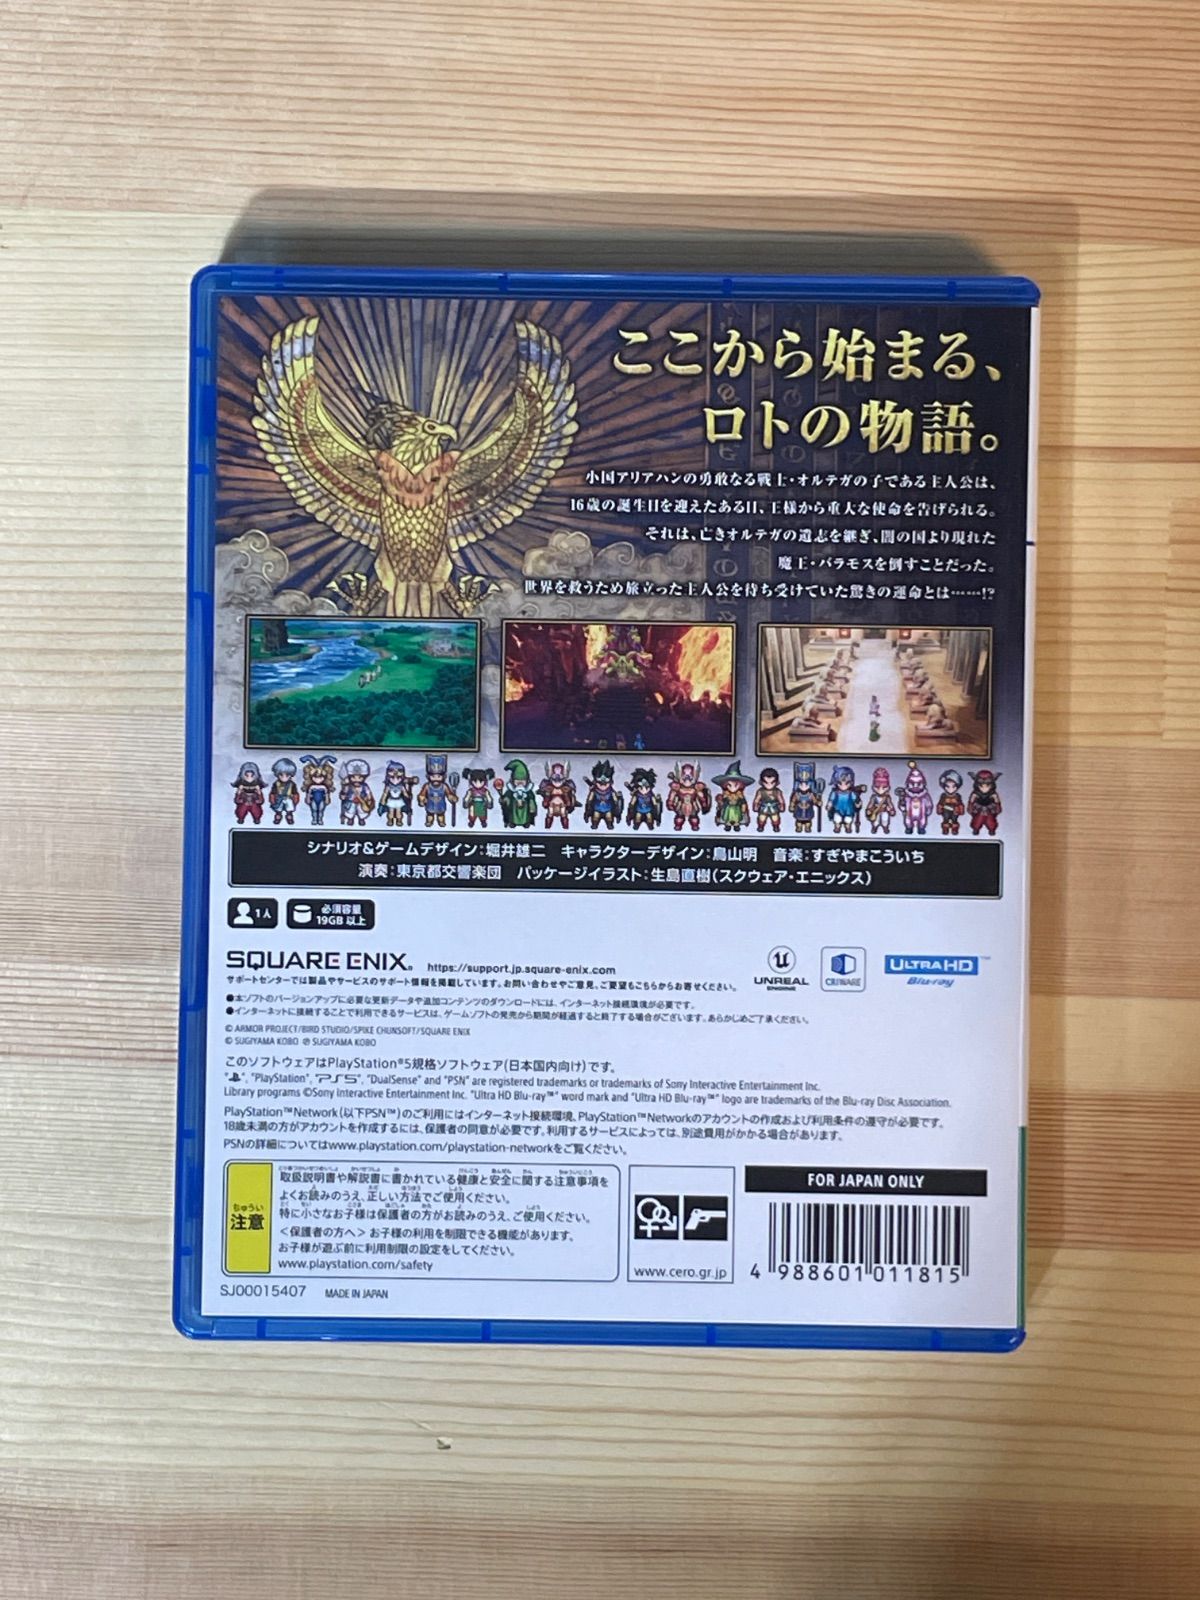 ここから始まる、
ロトの物語。
小国アリアハンの勇敢なる戦士・オルテガの子である主人公は、
16歳の誕生日を迎えたある日、王様から重大な使命を告げられる。
それは、亡きオルテガの遺志を継ぎ、闇の国より現れた
魔王・バラモスを倒すことだった。
世界を救うため旅立った主人公を待ち受けていた驚きの運命とは……!?
シナリオ&ゲームデザイン:堀井雄二 キャラクターデザイン:鳥山明 音楽:すぎやまこういち
演奏:東京都交響楽団 パッケージイラスト:生島直樹(スクウェア・エニックス)
1人 必須容量
19GB以上
SQUARE ENIX. https://support.jp.square-enix.com
サポートセンターでは製品やサービスのサポート情報を掲載しています。お問い合わせやご意見、ご要望もこちらからお寄せください。
UNREAL
ENGINE
CRIWARE
ULTRA HD
Blu-ray™
●本ソフトのバージョンアップに必要な更新データや追加コンテンツのダウンロードには、インターネット接続環境が必要です。
●インターネットに接続することで利用できるサービスは、ゲームソフトの発売から期間が経過すると終了する場合がございます。あらかじめご了承ください。
© ARMOR PROJECT/BIRD STUDIO/SPIKE CHUNSOFT/SQUARE ENIX
© SUGIYAMA KOBO ℗ SUGIYAMA KOBO
このソフトウェアはPlayStation®5規格ソフトウェア(日本国内向け)です。
"PlayStation", "PS5", "DualSense" and "PSN" are registered trademarks or trademarks of Sony Interactive Entertainment Inc.
Library programs ©Sony Interactive Entertainment Inc. "Ultra HD Blu-ray™" word mark and "Ultra HD Blu-ray™" logo are trademarks of the Blu-ray Disc Association.
PlayStation™Network(以下PSN™)のご利用にはインターネット接続環境、PlayStation™Networkのアカウントの作成および利用条件の遵守が必要です。
18歳未満の方がアカウントを作成するには、保護者の同意が必要です。利用するサービスによっては、別途費用がかかる場合があります。
PSNの詳細についてはwww.playstation.com/playstation-networkをご覧ください。
ちゅうい
注意
取扱説明書や解説書に書かれている健康と安全に関する注意事項を
よくお読みのうえ、正しい方法でご使用ください。
特に小さなお子様は保護者の方がお読みのうえ、ご使用ください。
<保護者の方へ> お子様の利用を制限できる機能があります。
お子様が遊ぶ前に利用制限の設定をしてください。
www.playstation.com/safety
www.cero.gr.jp
FOR JAPAN ONLY
4 988601 011815
SJ00015407 MADE IN JAPAN